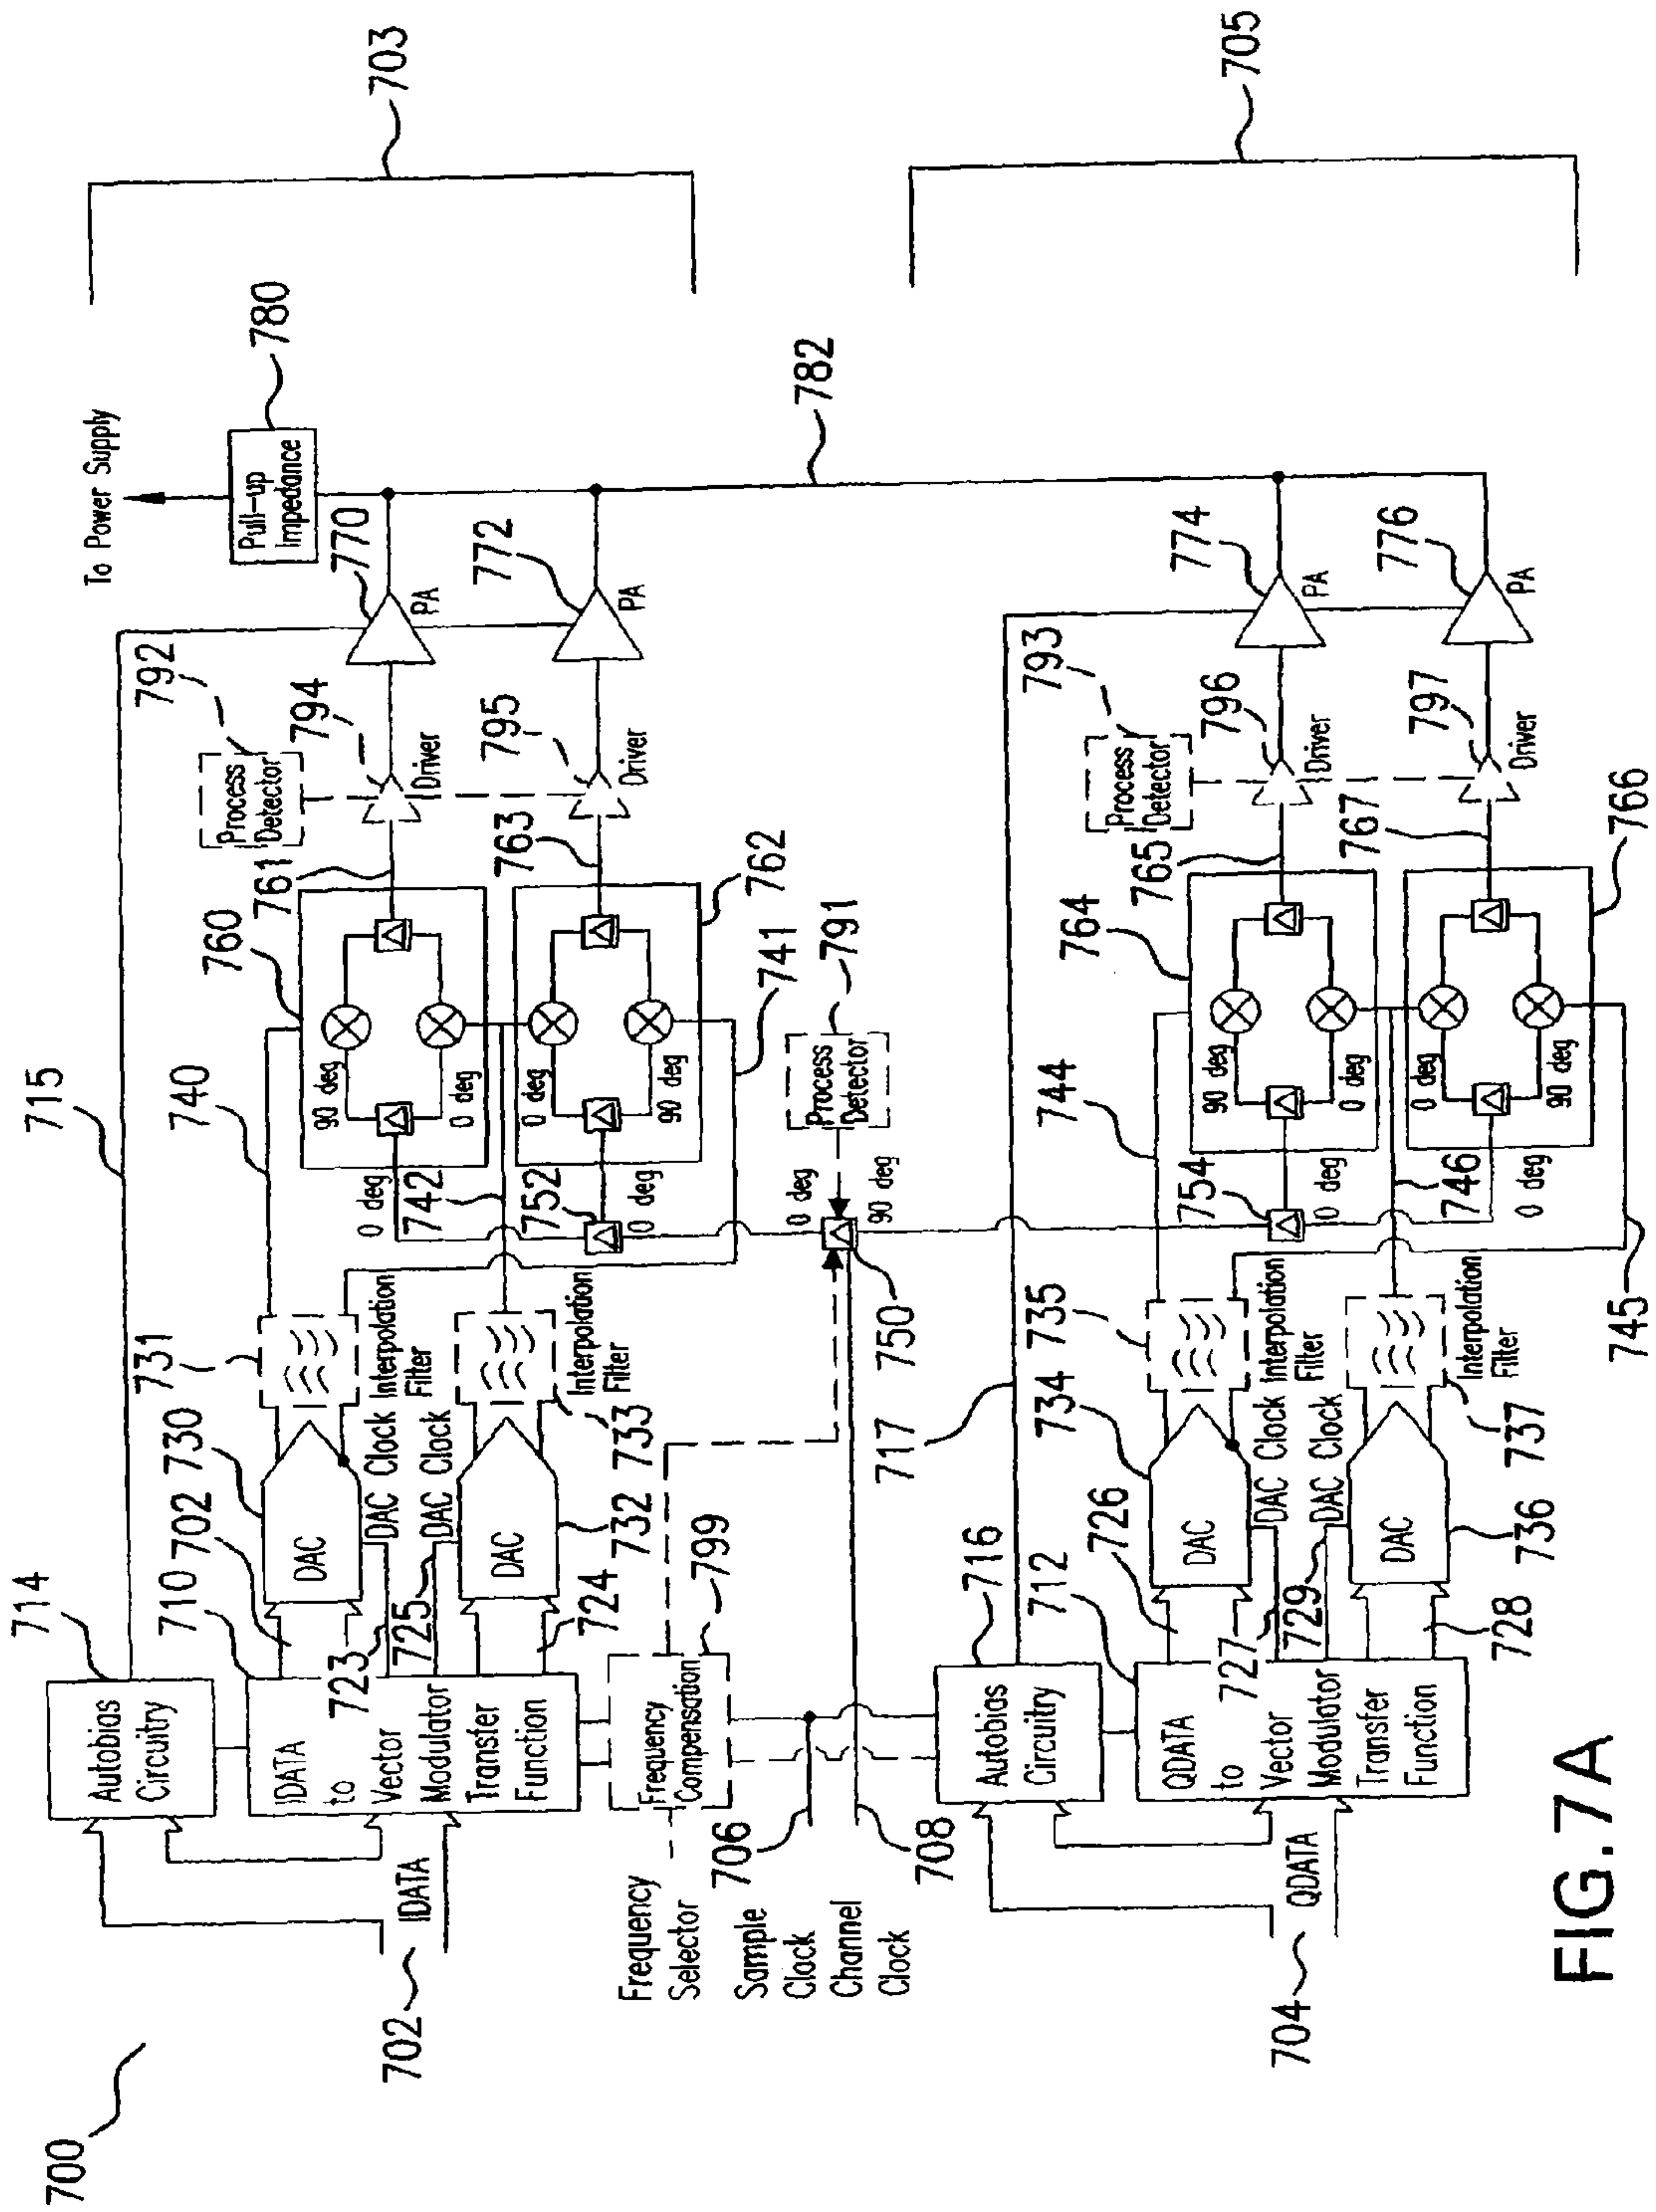 700
714
Autobias
Circuitry
715
702
IDATA
710
IDATA
to
Vector
Modulator
Transfer
Function
702
723
725
724
730
DAC
DAC Clock
DAC Clock
DAC
732
731
Interpolation
Filter
733
Interpolation
Filter
740
742
741
0 deg
752
0 deg
760
90 deg
0 deg
0 deg
90 deg
762
761
763
792
Process
Detector
794
Driver
795
Driver
770
PA
772
PA
To Power Supply
Pull-up
Impedance
780
782
703
Frequency
Selector
Frequency
Compensation
799
706
Sample
Clock
Channel
Clock
708
750
0 deg
90 deg
Process
Detector
791
717
716
Autobias
Circuitry
704
QDATA
712
QDATA
to
Vector
Modulator
Transfer
Function
726
727
729
728
734
DAC
DAC Clock
DAC Clock
DAC
736
735
Interpolation
Filter
737
Interpolation
Filter
744
746
745
754
0 deg
0 deg
764
90 deg
0 deg
0 deg
90 deg
766
765
767
793
Process
Detector
796
Driver
797
Driver
774
PA
776
PA
705
FIG.7A